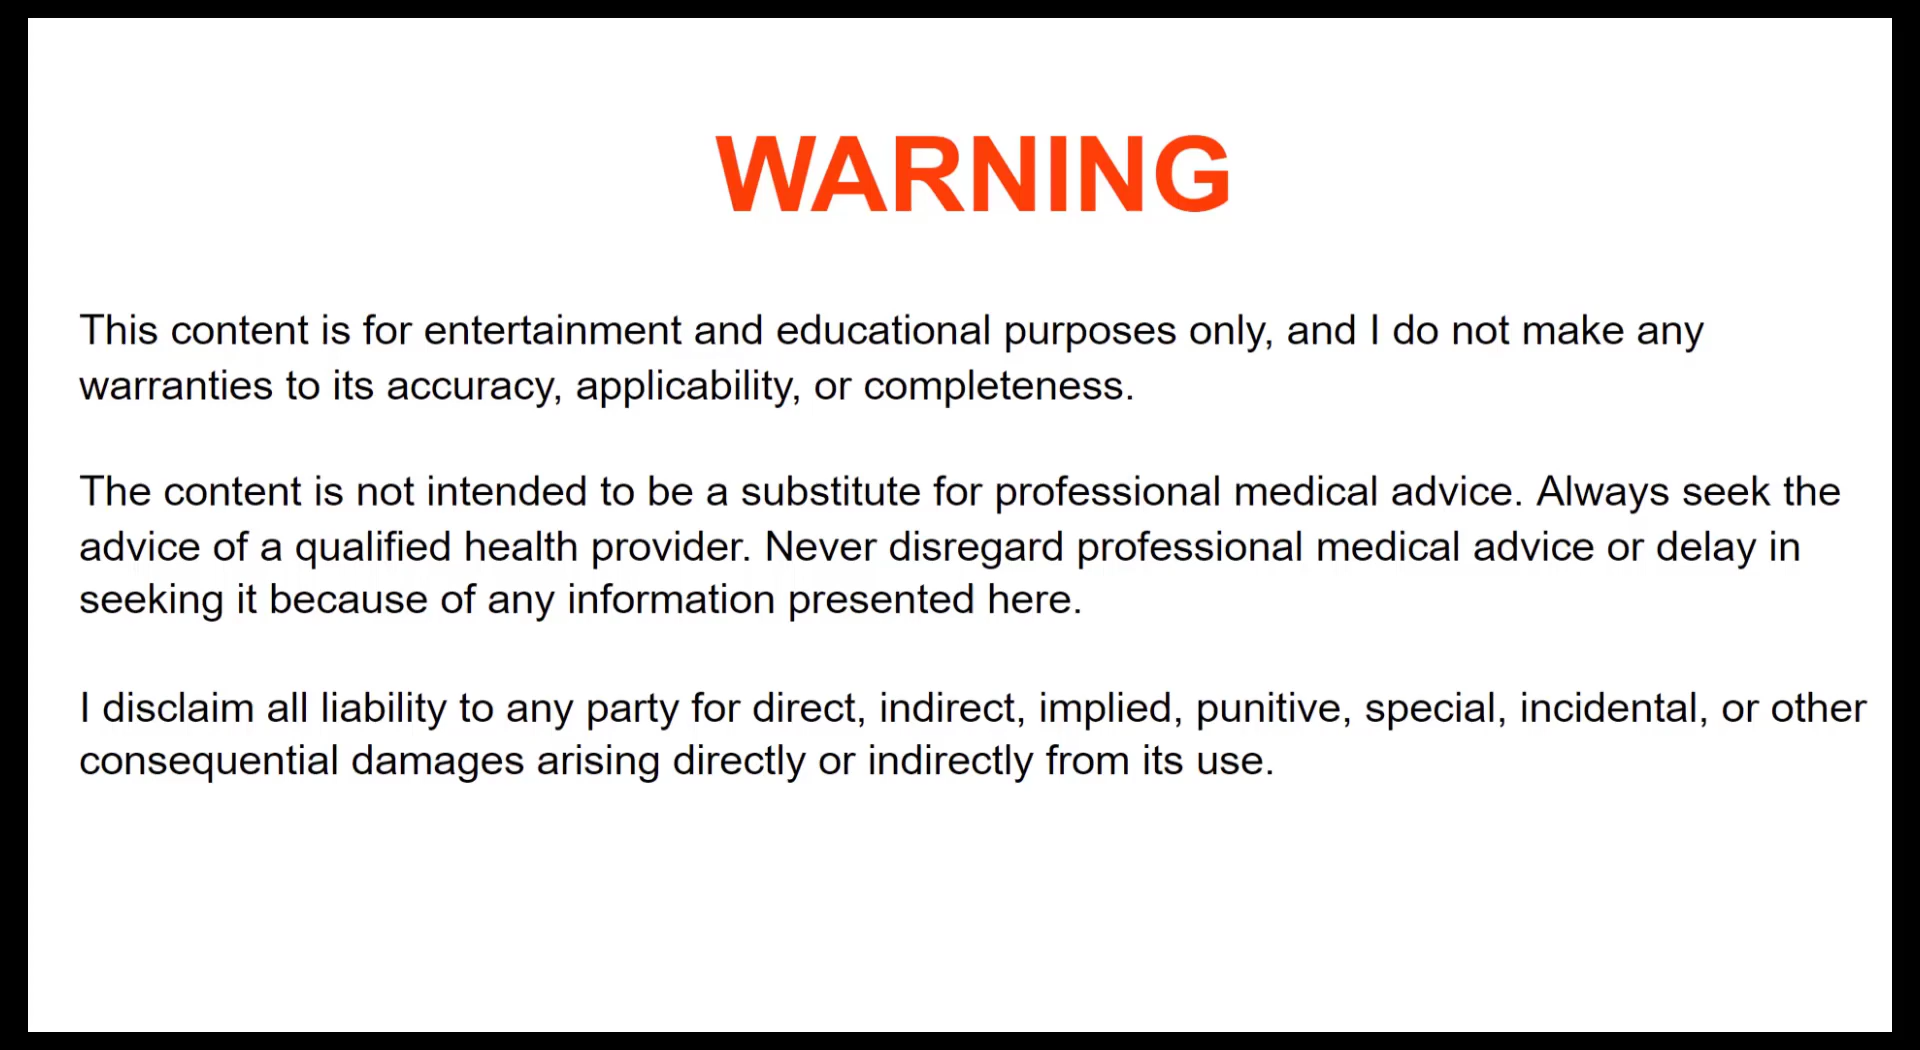 WARNING
This content is for entertainment and educational purposes only, and I do not make any
warranties to its accuracy, applicability, or completeness.
The content is not intended to be a substitute for professional medical advice. Always seek the
advice of a qualified health provider. Never disregard professional medical advice or delay in
seeking it because of any information presented here.
I disclaim all liability to any party for direct, indirect, implied, punitive, special, incidental, or other
consequential damages arising directly or indirectly from its use.